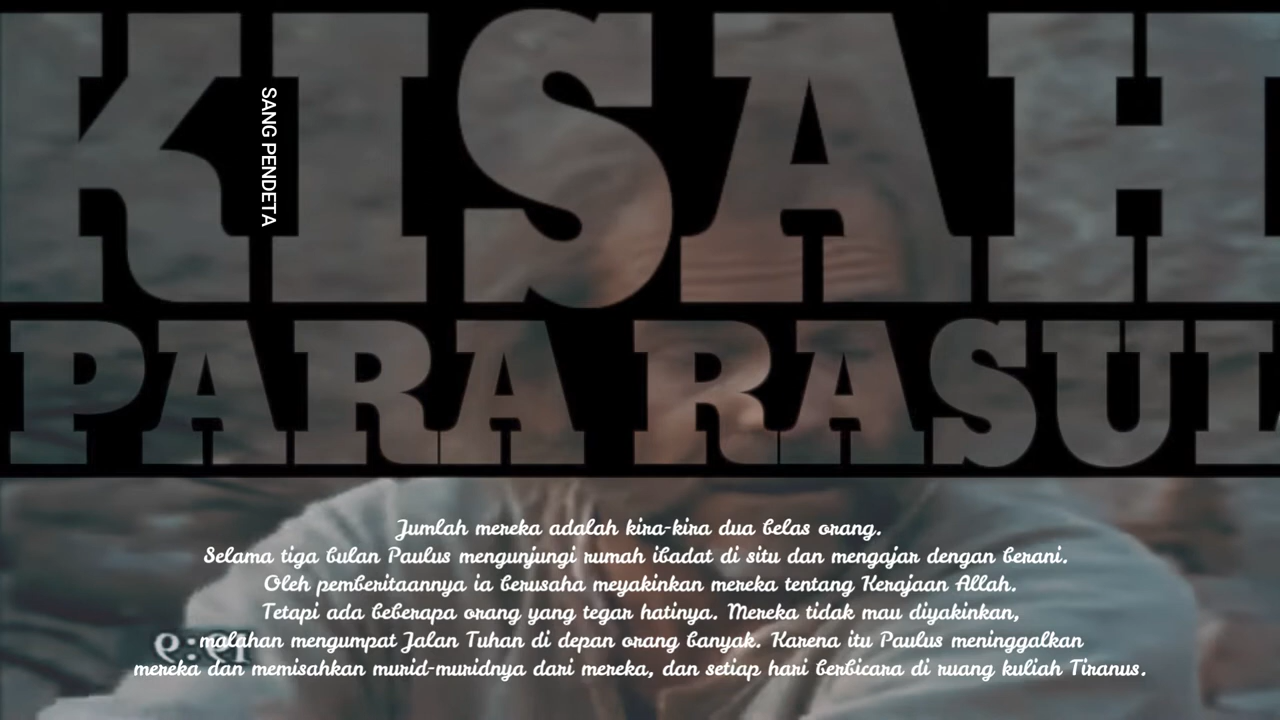 KISAH
SANG PENDETA
PARA RASUL
Jumlah mereka adalah kira-kira dua belas orang.
Selama tiga bulan Paulus mengunjungi rumah ibadat di situ dan mengajar dengan berani.
Oleh pemberitaannya ia berusaha meyakinkan mereka tentang Kerajaan Allah.
Tetapi ada beberapa orang yang tegar hatinya. Mereka tidak mau diyakinkan,
malahan mengumpat Jalan Tuhan di depan orang banyak. Karena itu Paulus meninggalkan
mereka dan memisahkan murid-muridnya dari mereka, dan setiap hari berbicara di ruang kuliah Tiranus.